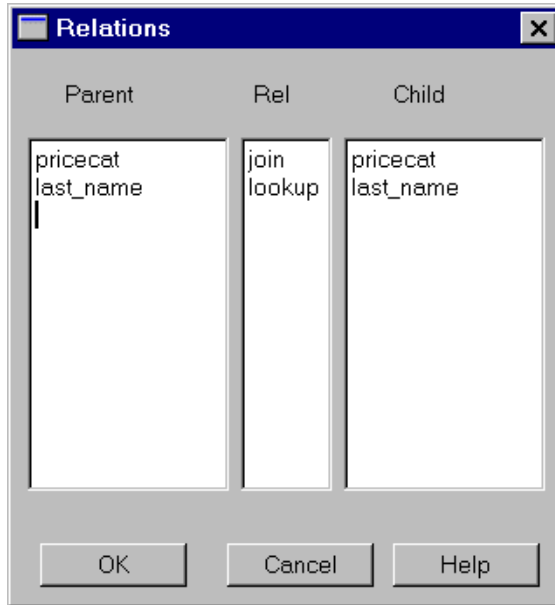 Relations
Parent Rel Child
pricecat join pricecat
last_name lookup last_name
OK Cancel Help